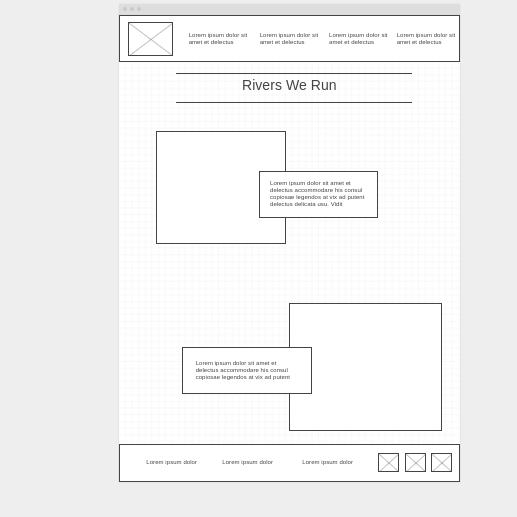 Lorem ipsum dolor sit
amet et delectus
Lorem ipsum dolor sit
amet et delectus
Lorem ipsum dolor sit
amet et delectus
Lorem ipsum dolor sit
amet et delectus
Rivers We Run
Lorem ipsum dolor sit amet et
delectus accommodare his consul
copiosae legendos at vix ad putent
delectus delicata usu. Vidit
Lorem ipsum dolor sit amet et
delectus accommodare his consul
copiosae legendos at vix ad putent
Lorem ipsum dolor
Lorem ipsum dolor
Lorem ipsum dolor